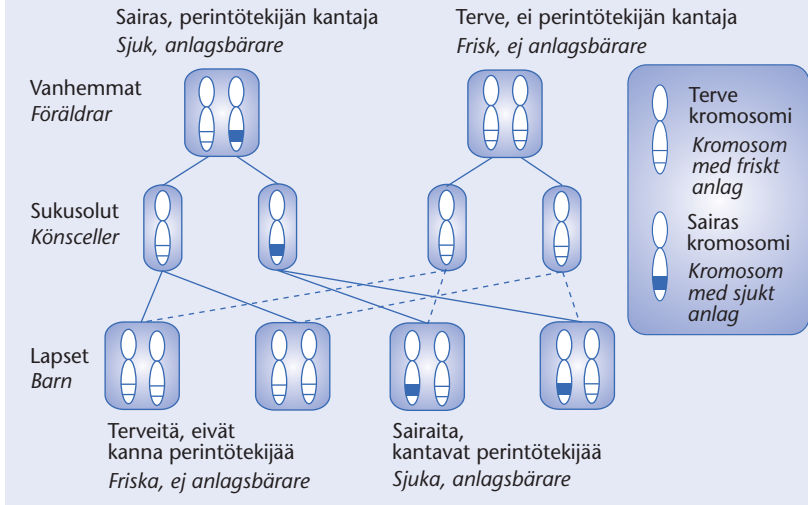 Sairas, perintötekijän kantaja
Sjuk, anlagsbärare
Terve, ei perintötekijän kantaja
Frisk, ej anlagsbärare
Vanhemmat
Föräldrar
Terve
kromosomi
Kromosom
med friskt
anlag
Sukusolut
Könsceller
Sairas
kromosomi
Kromosom
med sjukt
anlag
Lapset
Barn
Terveitä, eivät
kanna perintötekijää
Friska, ej anlagsbärare
Sairaita,
kantavat perintötekijää
Sjuka, anlagsbärare